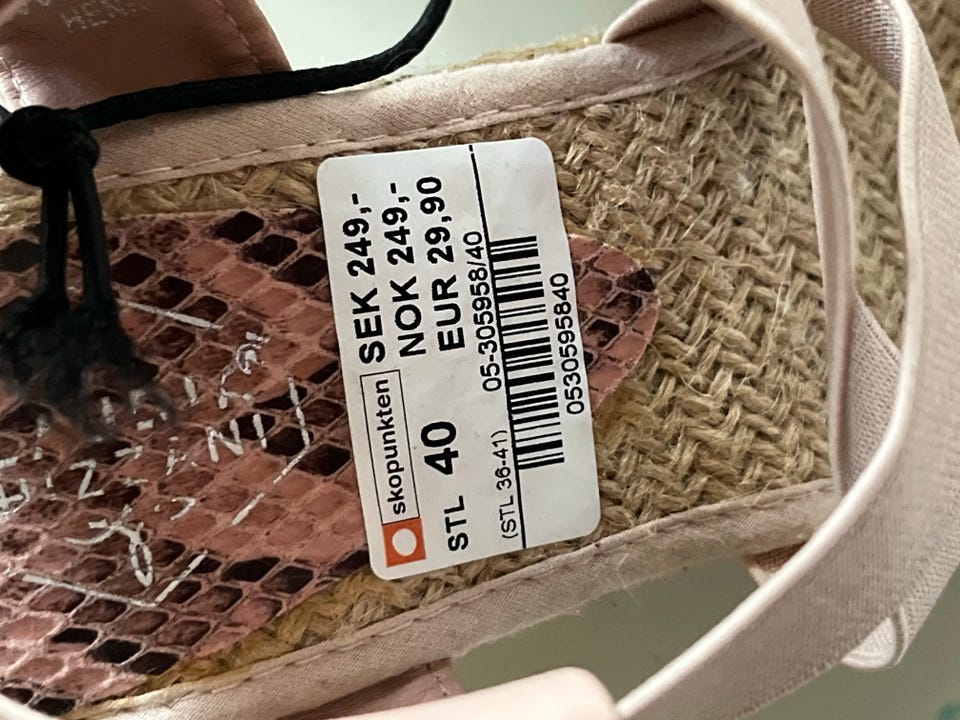 skopunkten
SEK 249,-
NOK 249,-
EUR 29,90
STL 40
05-305958/40
(STL 36-41)
0530595840